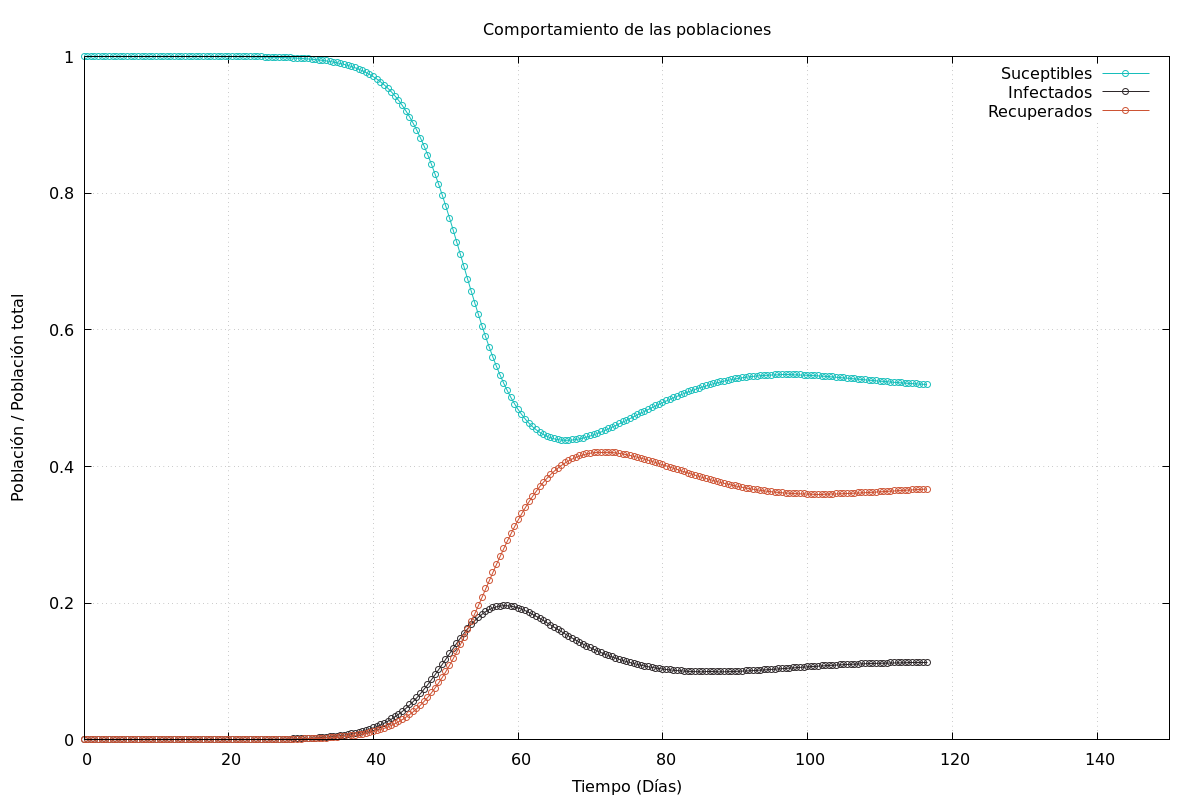 Comportamiento de las poblaciones
Suceptibles
Infectados
Recuperados
Población / Población total
1
0.8
0.6
0.4
0.2
0
0 20 40 60 80 100 120 140
Tiempo (Días)